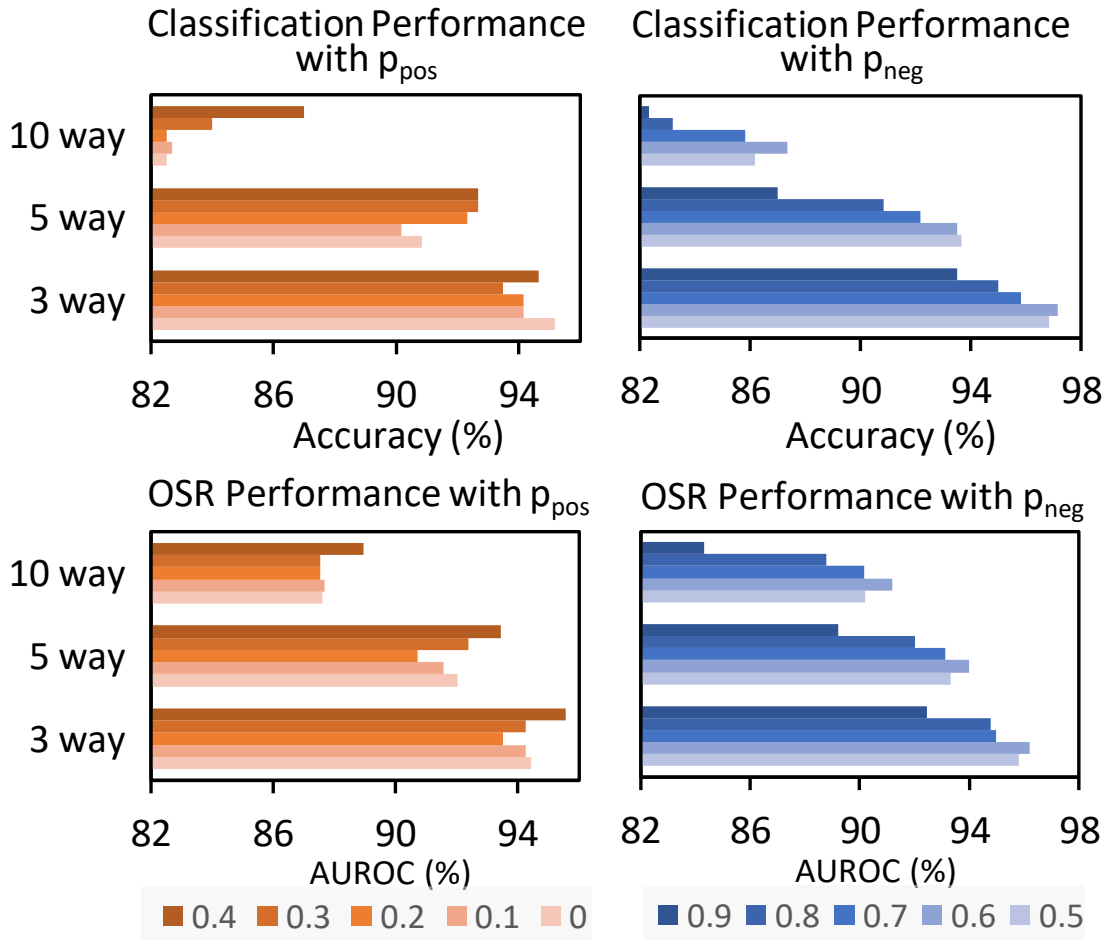 Classification Performance
with p_pos
10 way
5 way
3 way
82 86 90 94
Accuracy (%)
Classification Performance
with p_neg
82 86 90 94 98
Accuracy (%)
OSR Performance with p_pos
10 way
5 way
3 way
82 86 90 94
AUROC (%)
0.4 0.3 0.2 0.1 0
OSR Performance with p_neg
82 86 90 94 98
AUROC (%)
0.9 0.8 0.7 0.6 0.5